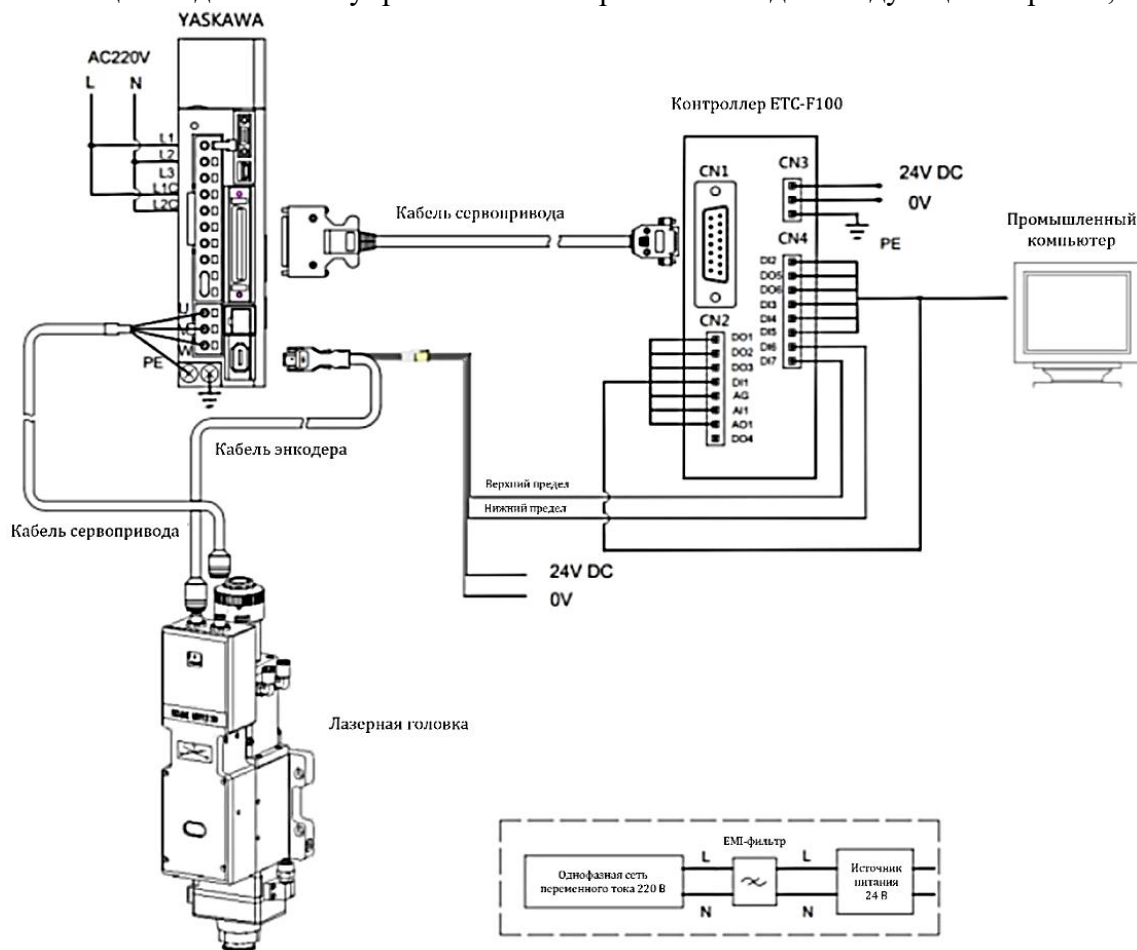 YASKAWA
AC220V
L N
L1
L2
L3
L1C
L2C
U
V
W
PE
Кабель сервопривода
Контроллер ETC-F100
CN1
CN3
24V DC
0V
PE
CN4
DI2
DO5
DO6
DI3
DI4
DI5
DI6
DI7
CN2
DO1
DO2
DO3
DI1
AG
AI1
AO1
DO4
Промышленный
компьютер
Кабель энкодера
Верхний предел
Нижний предел
Кабель сервопривода
24V DC
0V
Лазерная головка
EMI-фильтр
Однофазная сеть
переменного тока 220 В
L
N
L
N
Источник
питания
24 В